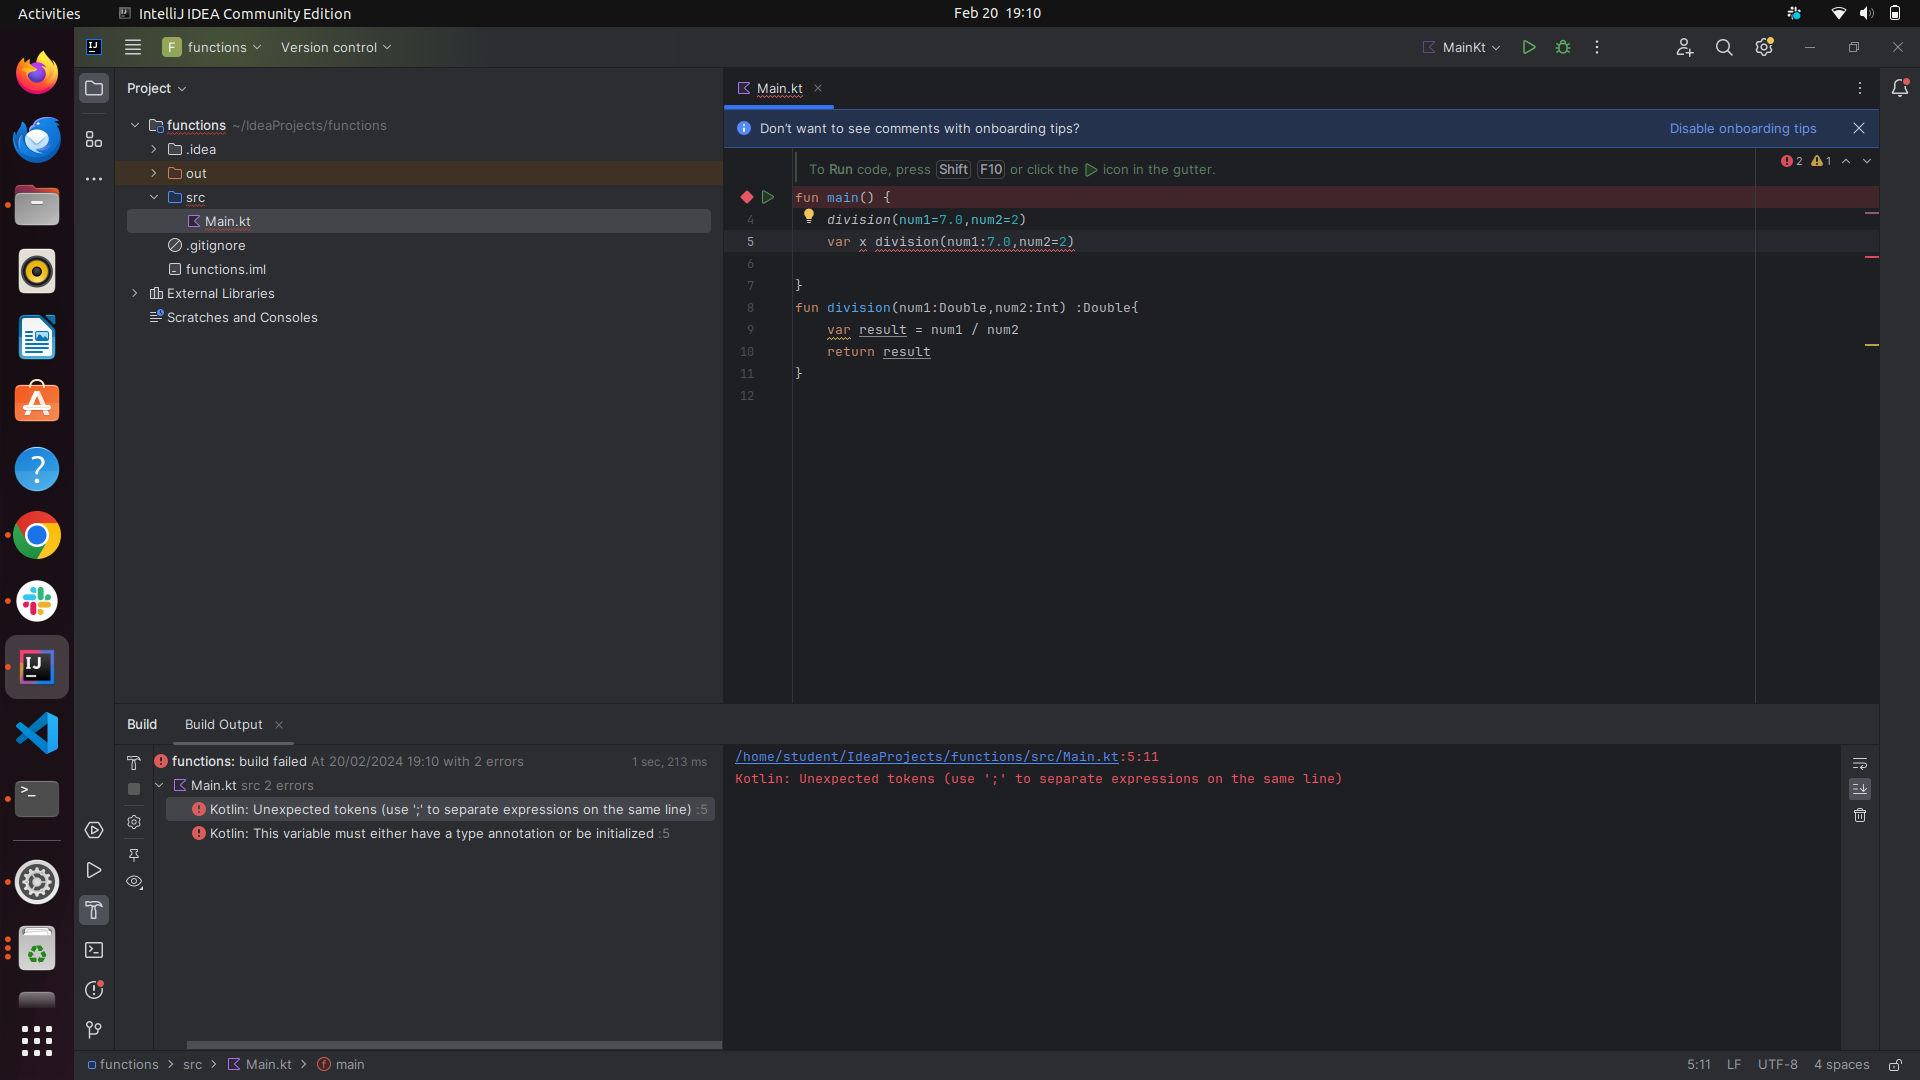 Activities
IntelliJ IDEA Community Edition
Feb 20 19:10
F functions
Version control
MainKt
Project
Main.kt
functions ~/IdeaProjects/functions
Don't want to see comments with onboarding tips?
Disable onboarding tips
.idea
out
src
Main.kt
.gitignore
functions.iml
External Libraries
Scratches and Consoles
2 1
To Run code, press Shift F10 or click the icon in the gutter.
fun main() {
4 division(num1=7.0,num2=2)
5 var x division(num1:7.0,num2=2)
6
7 }
8 fun division(num1:Double,num2:Int) :Double{
9 var result = num1 / num2
10 return result
11 }
12
Build
Build Output
functions: build failed At 20/02/2024 19:10 with 2 errors
1 sec, 213 ms
Main.kt src 2 errors
Kotlin: Unexpected tokens (use ';' to separate expressions on the same line) :5
Kotlin: This variable must either have a type annotation or be initialized :5
/home/student/IdeaProjects/functions/src/Main.kt:5:11
Kotlin: Unexpected tokens (use ';' to separate expressions on the same line)
functions > src > Main.kt > main
5:11
LF
UTF-8
4 spaces